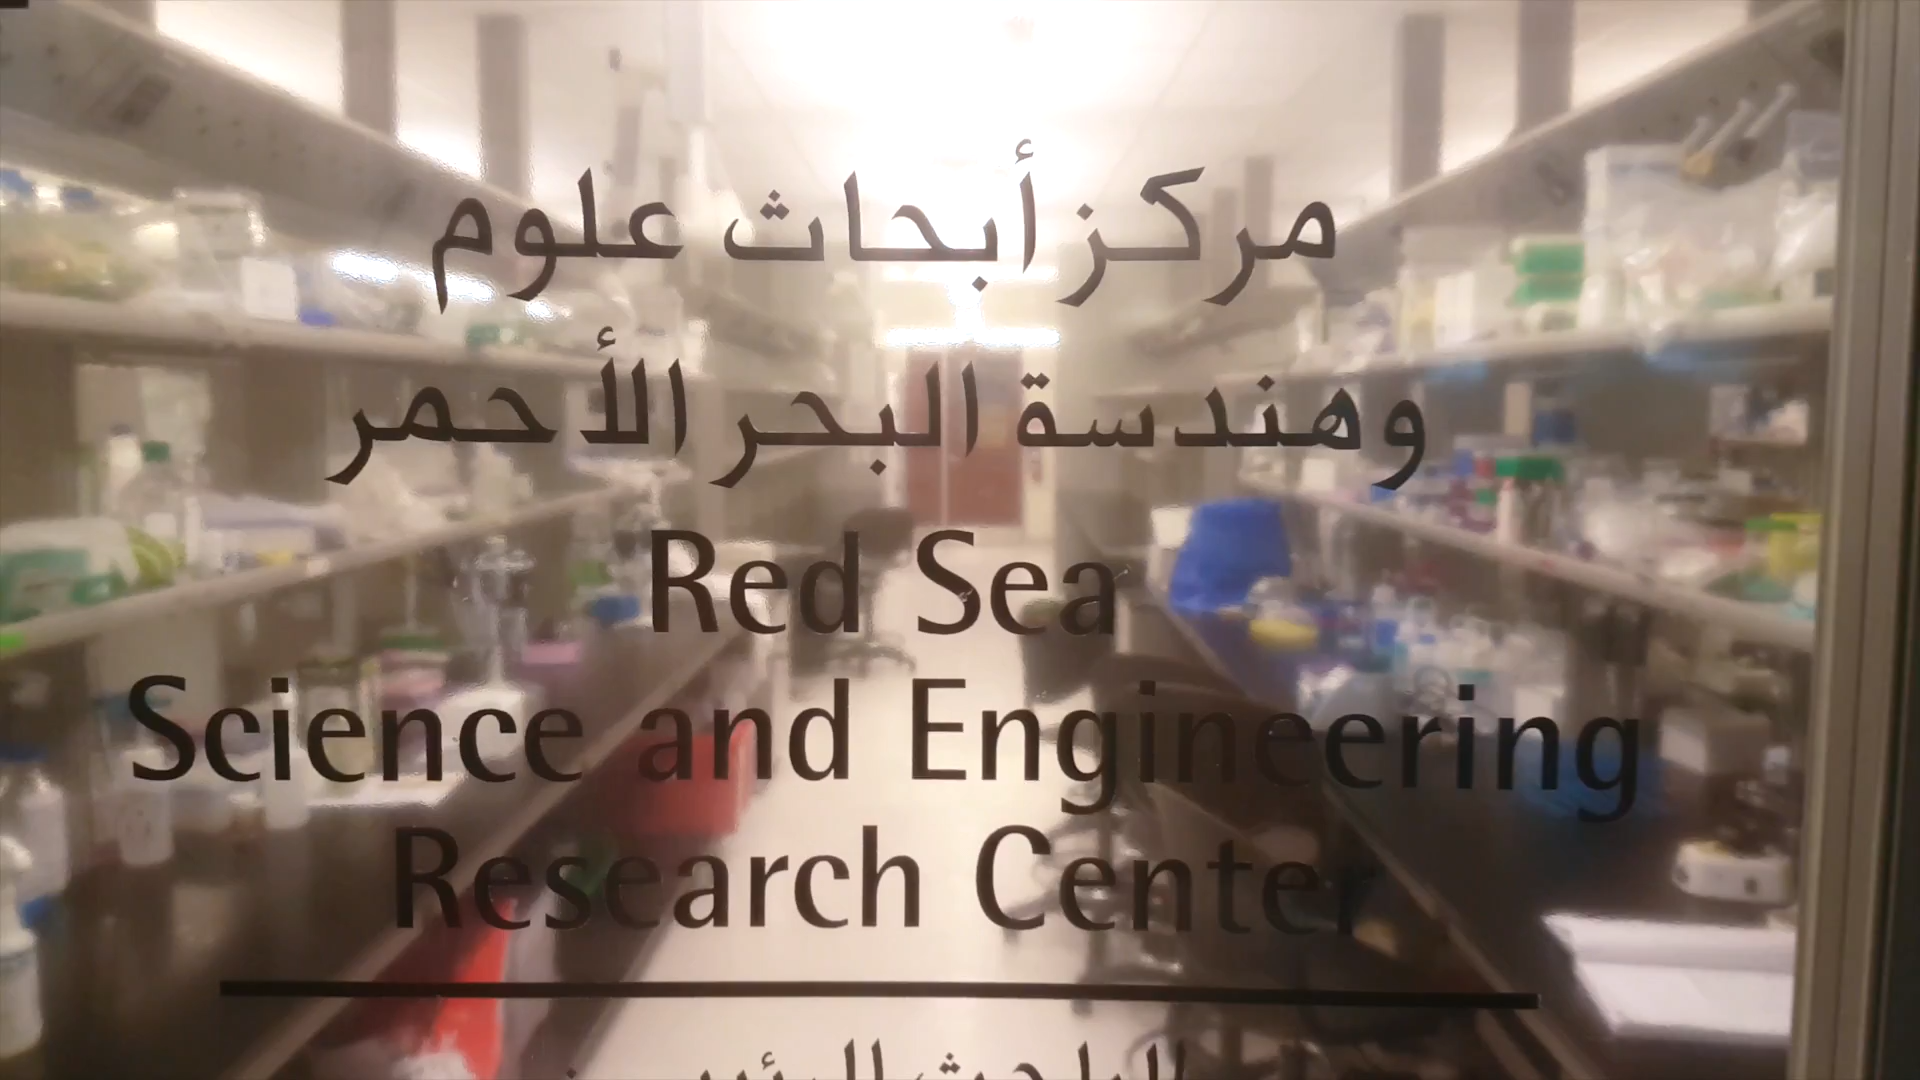 مركز أبحاث علوم
وهندسة البحر الأحمر
Red Sea
Science and Engineering
Research Center